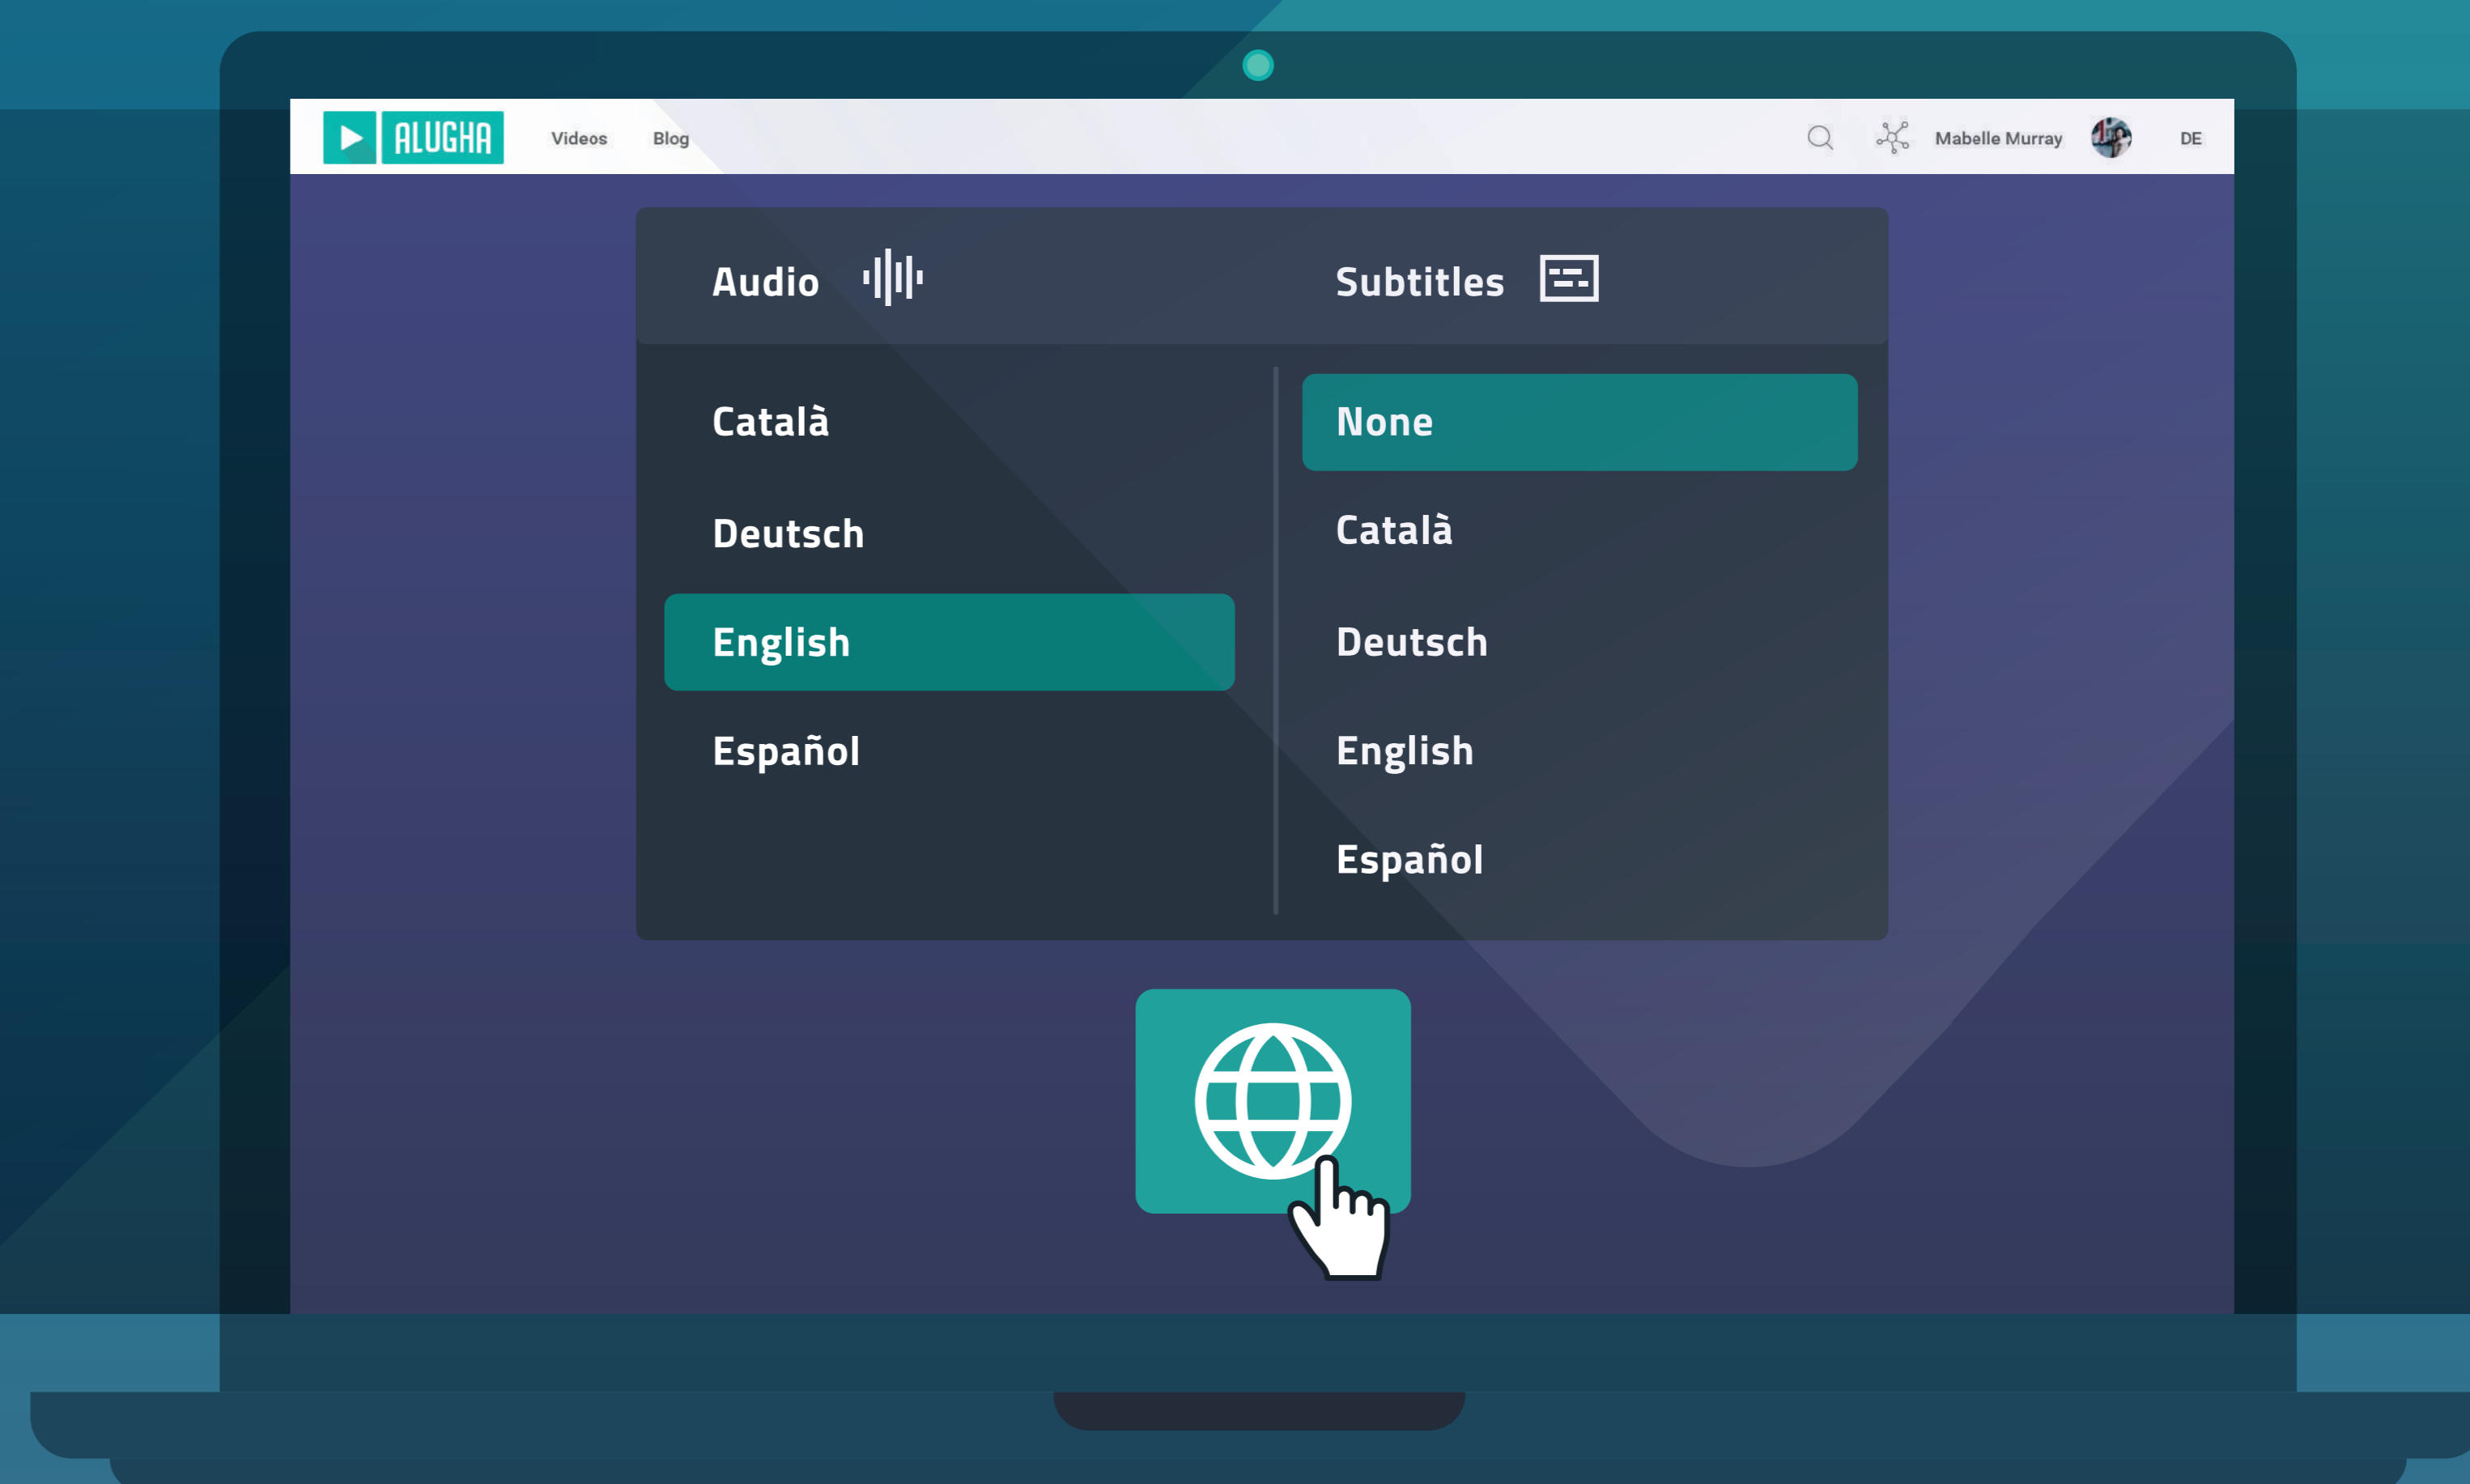 ALUGHA Videos Blog Mabelle Murray DE
Audio Subtitles
Català
Deutsch
English
Español
None
Català
Deutsch
English
Español